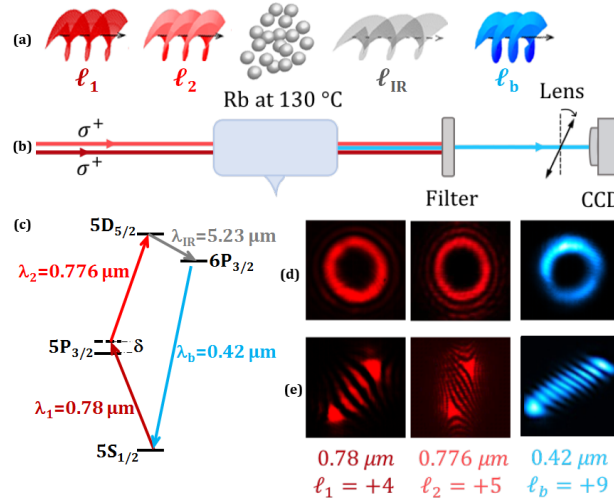 (a)
ℓ1 ℓ2 ℓIR ℓb
Rb at 130 °C
Lens
(b)
σ+
σ+
Filter
CCD
(c)
5D5/2
λIR=5.23 μm
6P3/2
λ2=0.776 μm
5P3/2
δ
λb=0.42 μm
λ1=0.78 μm
5S1/2
(d)
(e)
0.78 μm 0.776 μm 0.42 μm
ℓ1 = +4 ℓ2 = +5 ℓb = +9